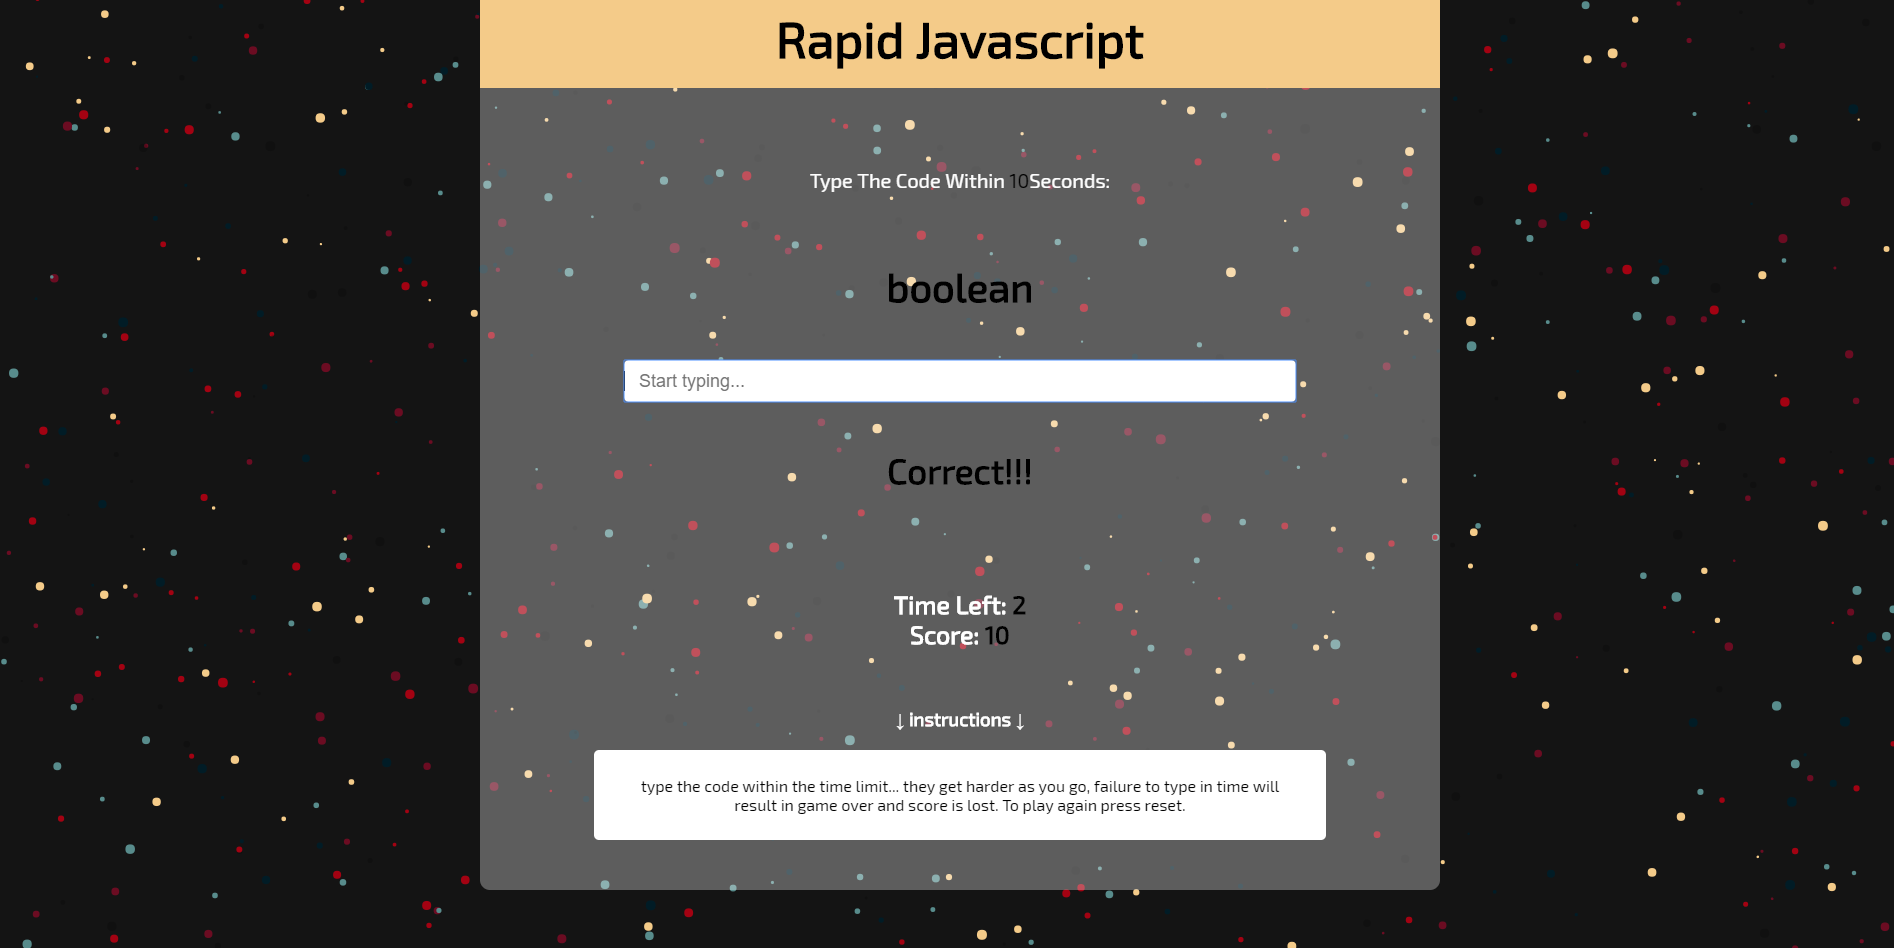 Rapid Javascript
Type The Code Within 10Seconds:
boolean
Start typing...
Correct!!!
Time Left: 2
Score: 10
↓ instructions ↓
type the code within the time limit... they get harder as you go, failure to type in time will
result in game over and score is lost. To play again press reset.